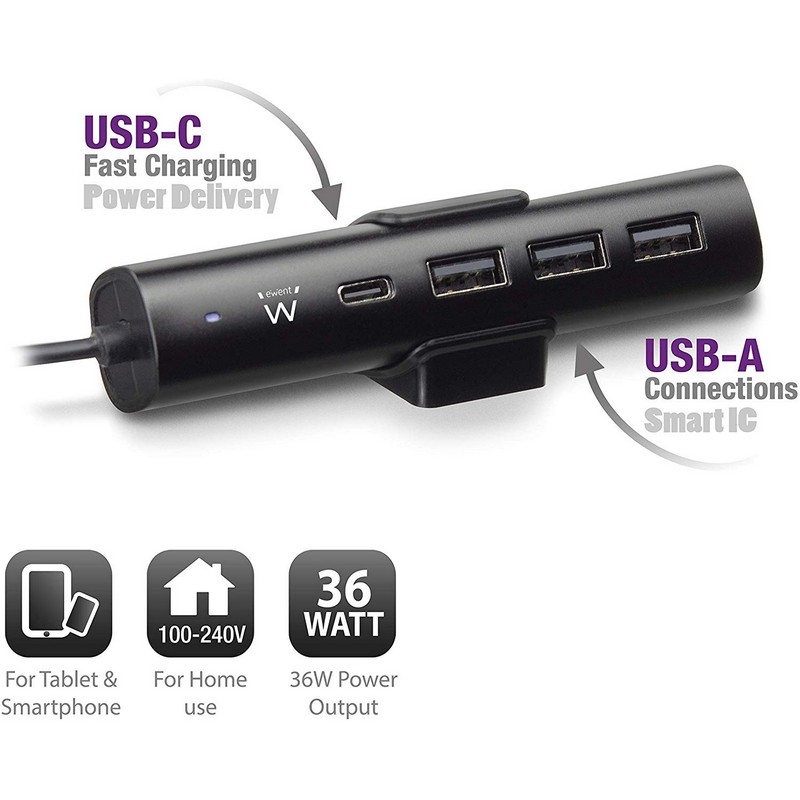 USB-C
Fast Charging
Power Delivery
ewent
W
USB-A
Connections
Smart IC
100-240V
36
WATT
For Tablet &
Smartphone
For Home
use
36W Power
Output